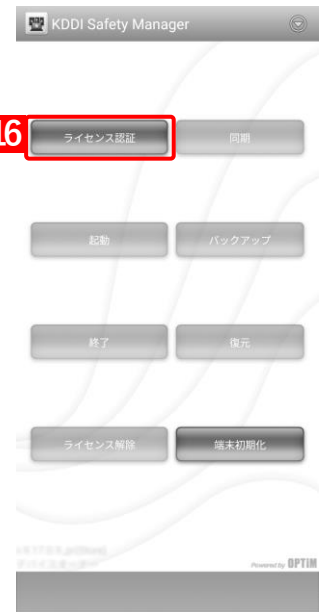 KDDI Safety Manager
16
ライセンス認証
同期
起動
バックアップ
終了
復元
ライセンス解除
端末初期化
Powered by OPTiM